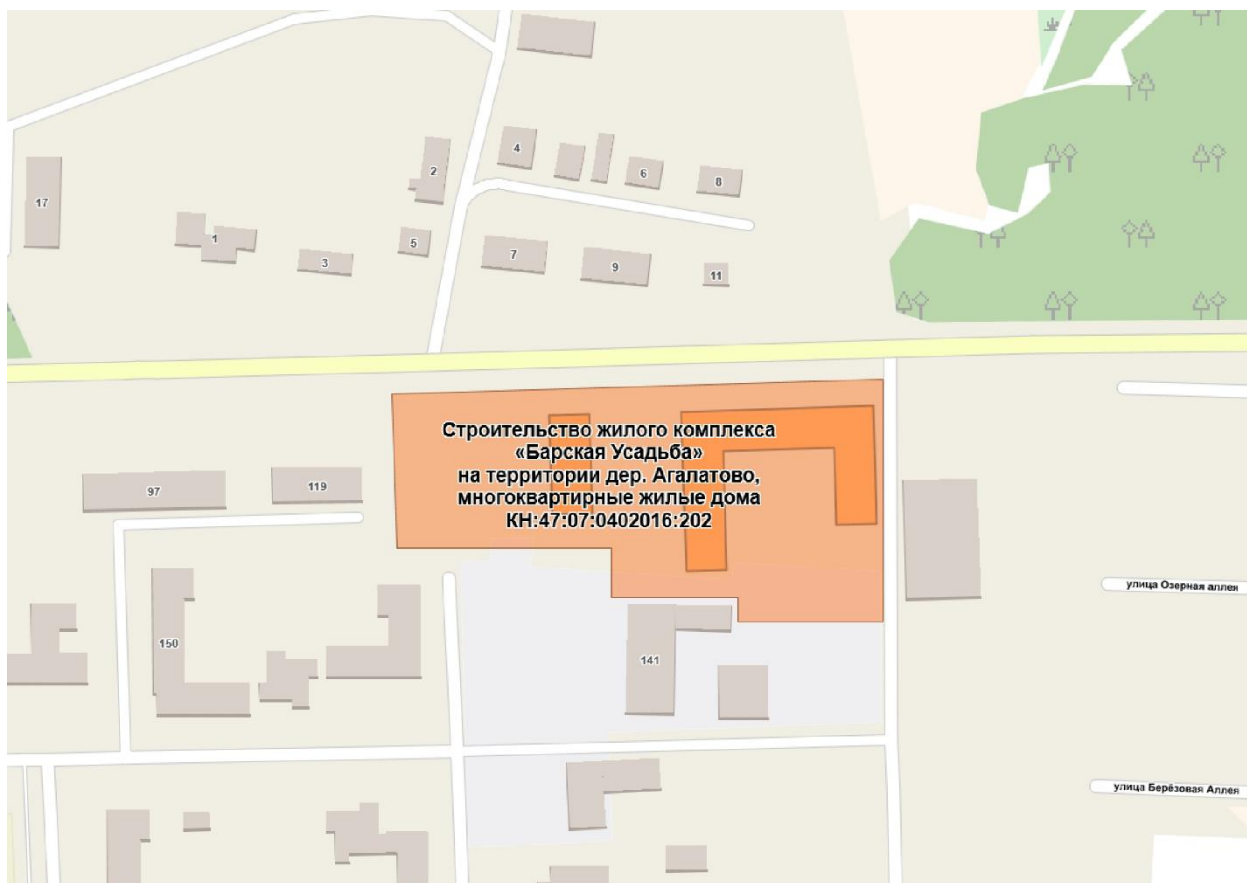 4
2
6
8
17
1
5
3
7
9
11
Строительство жилого комплекса
«Барская Усадьба»
на территории дер. Агалатово,
многоквартирные жилые дома
КН:47:07:0402016:202
97
119
улица Озерная аллея
150
141
улица Берёзовая Аллея